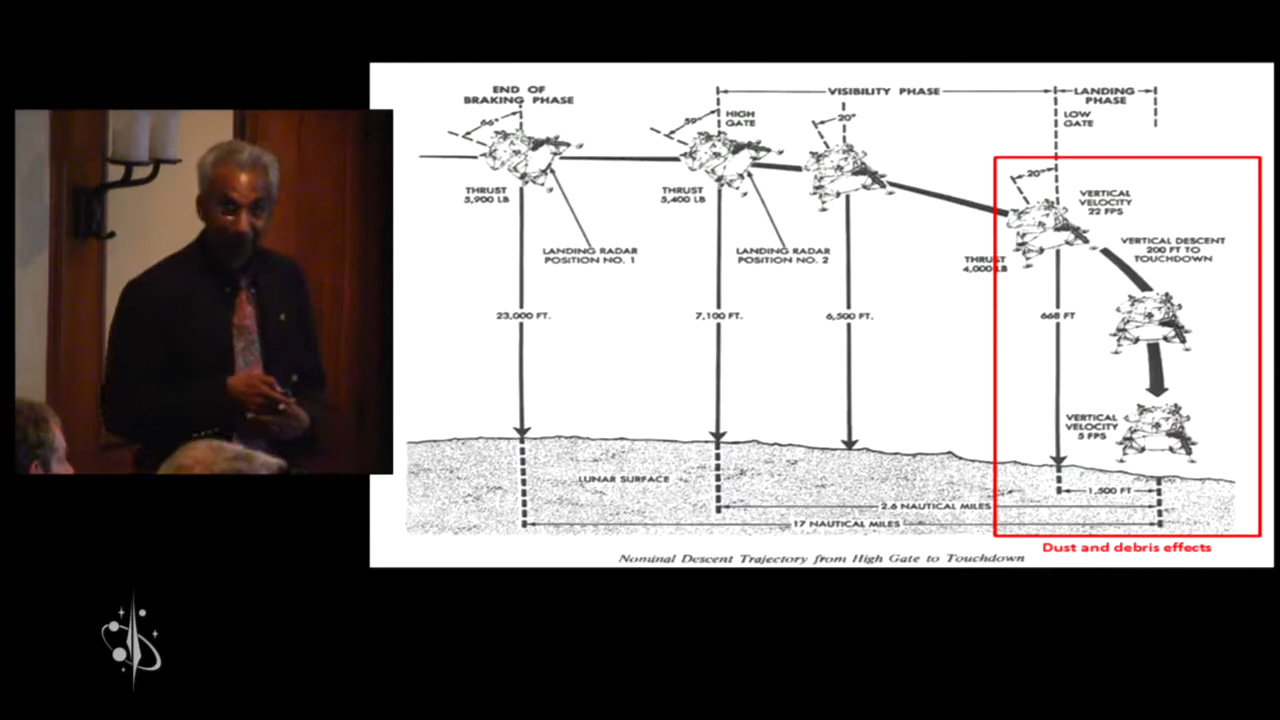 END OF
BRAKING PHASE
VISIBILITY PHASE
LANDING
PHASE
HIGH
GATE
LOW
GATE
66°
59°
20°
20°
THRUST
5,900 LB
THRUST
5,400 LB
VERTICAL
VELOCITY
22 FPS
LANDING RADAR
POSITION NO. 1
LANDING RADAR
POSITION NO. 2
THRUST
4,000 LB
VERTICAL DESCENT
200 FT TO
TOUCHDOWN
23,000 FT.
7,100 FT.
6,500 FT.
668 FT
VERTICAL
VELOCITY
5 FPS
LUNAR SURFACE
1,500 FT
2.6 NAUTICAL MILES
17 NAUTICAL MILES
Dust and debris effects
Nominal Descent Trajectory from High Gate to Touchdown